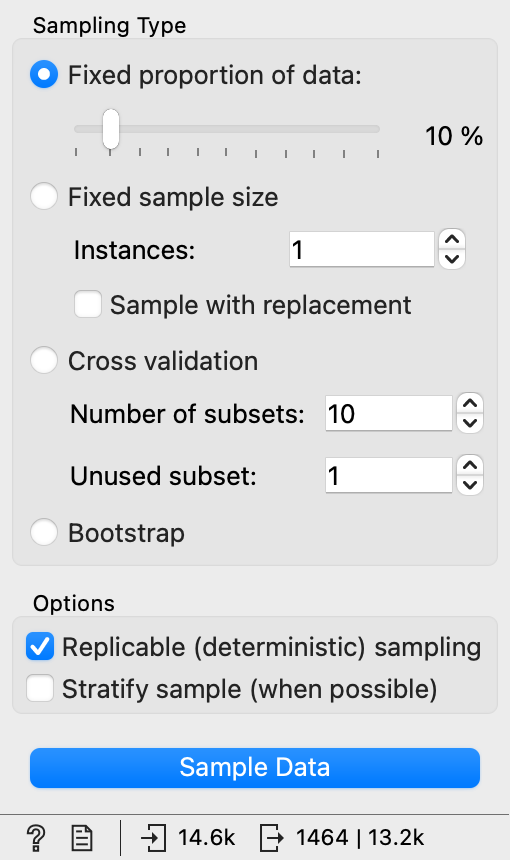 Sampling Type
Fixed proportion of data:
10 %
Fixed sample size
Instances: 1
Sample with replacement
Cross validation
Number of subsets: 10
Unused subset: 1
Bootstrap
Options
Replicable (deterministic) sampling
Stratify sample (when possible)
Sample Data
? 14.6k 1464 | 13.2k